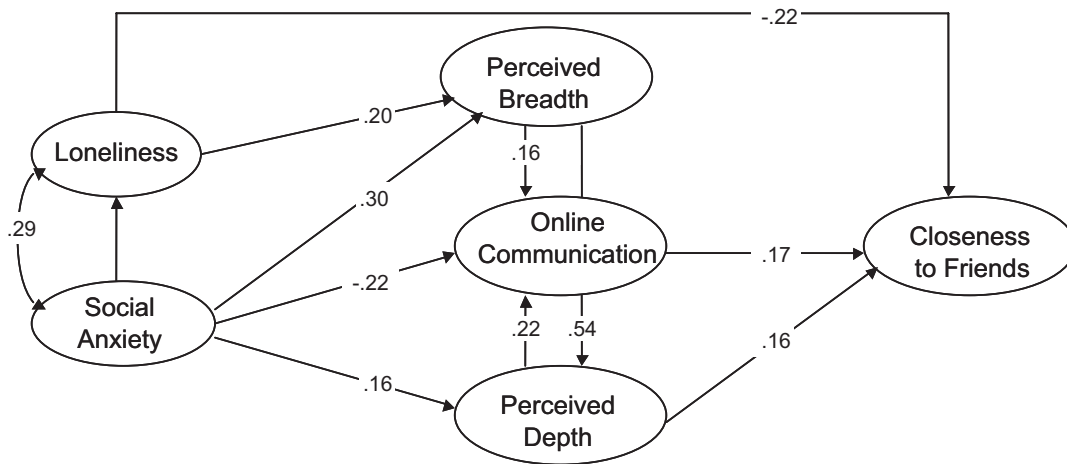 -.22
Perceived
Breadth
.20
Loneliness
.16
.30
.29
Online
Communication
.17
Closeness
to Friends
-.22
Social
Anxiety
.22
.54
.16
.16
Perceived
Depth